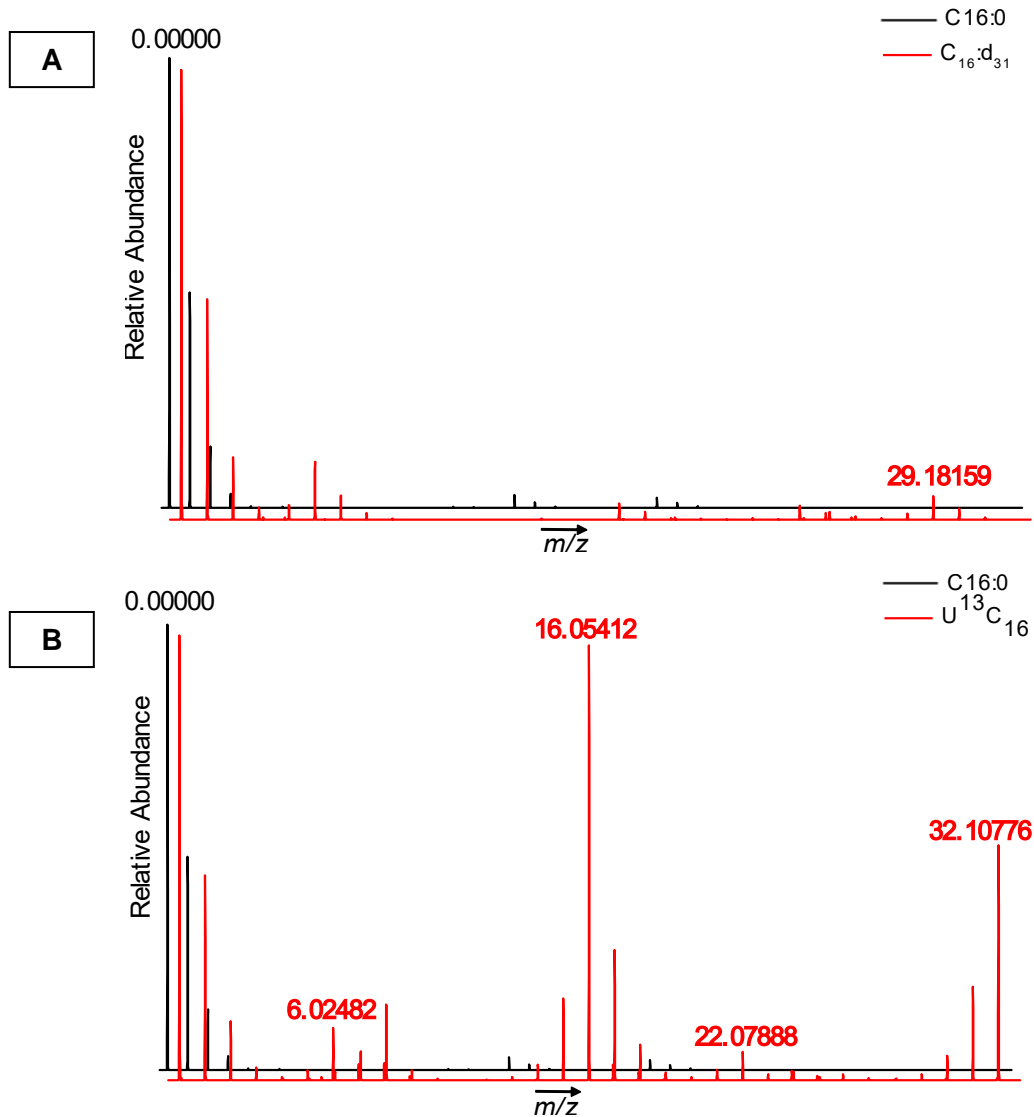 A
0.00000
C16:0
C₁₆:d₃₁
Relative Abundance
29.18159
m/z
B
0.00000
C16:0
U¹³C₁₆
Relative Abundance
16.05412
32.10776
6.02482
22.07888
m/z